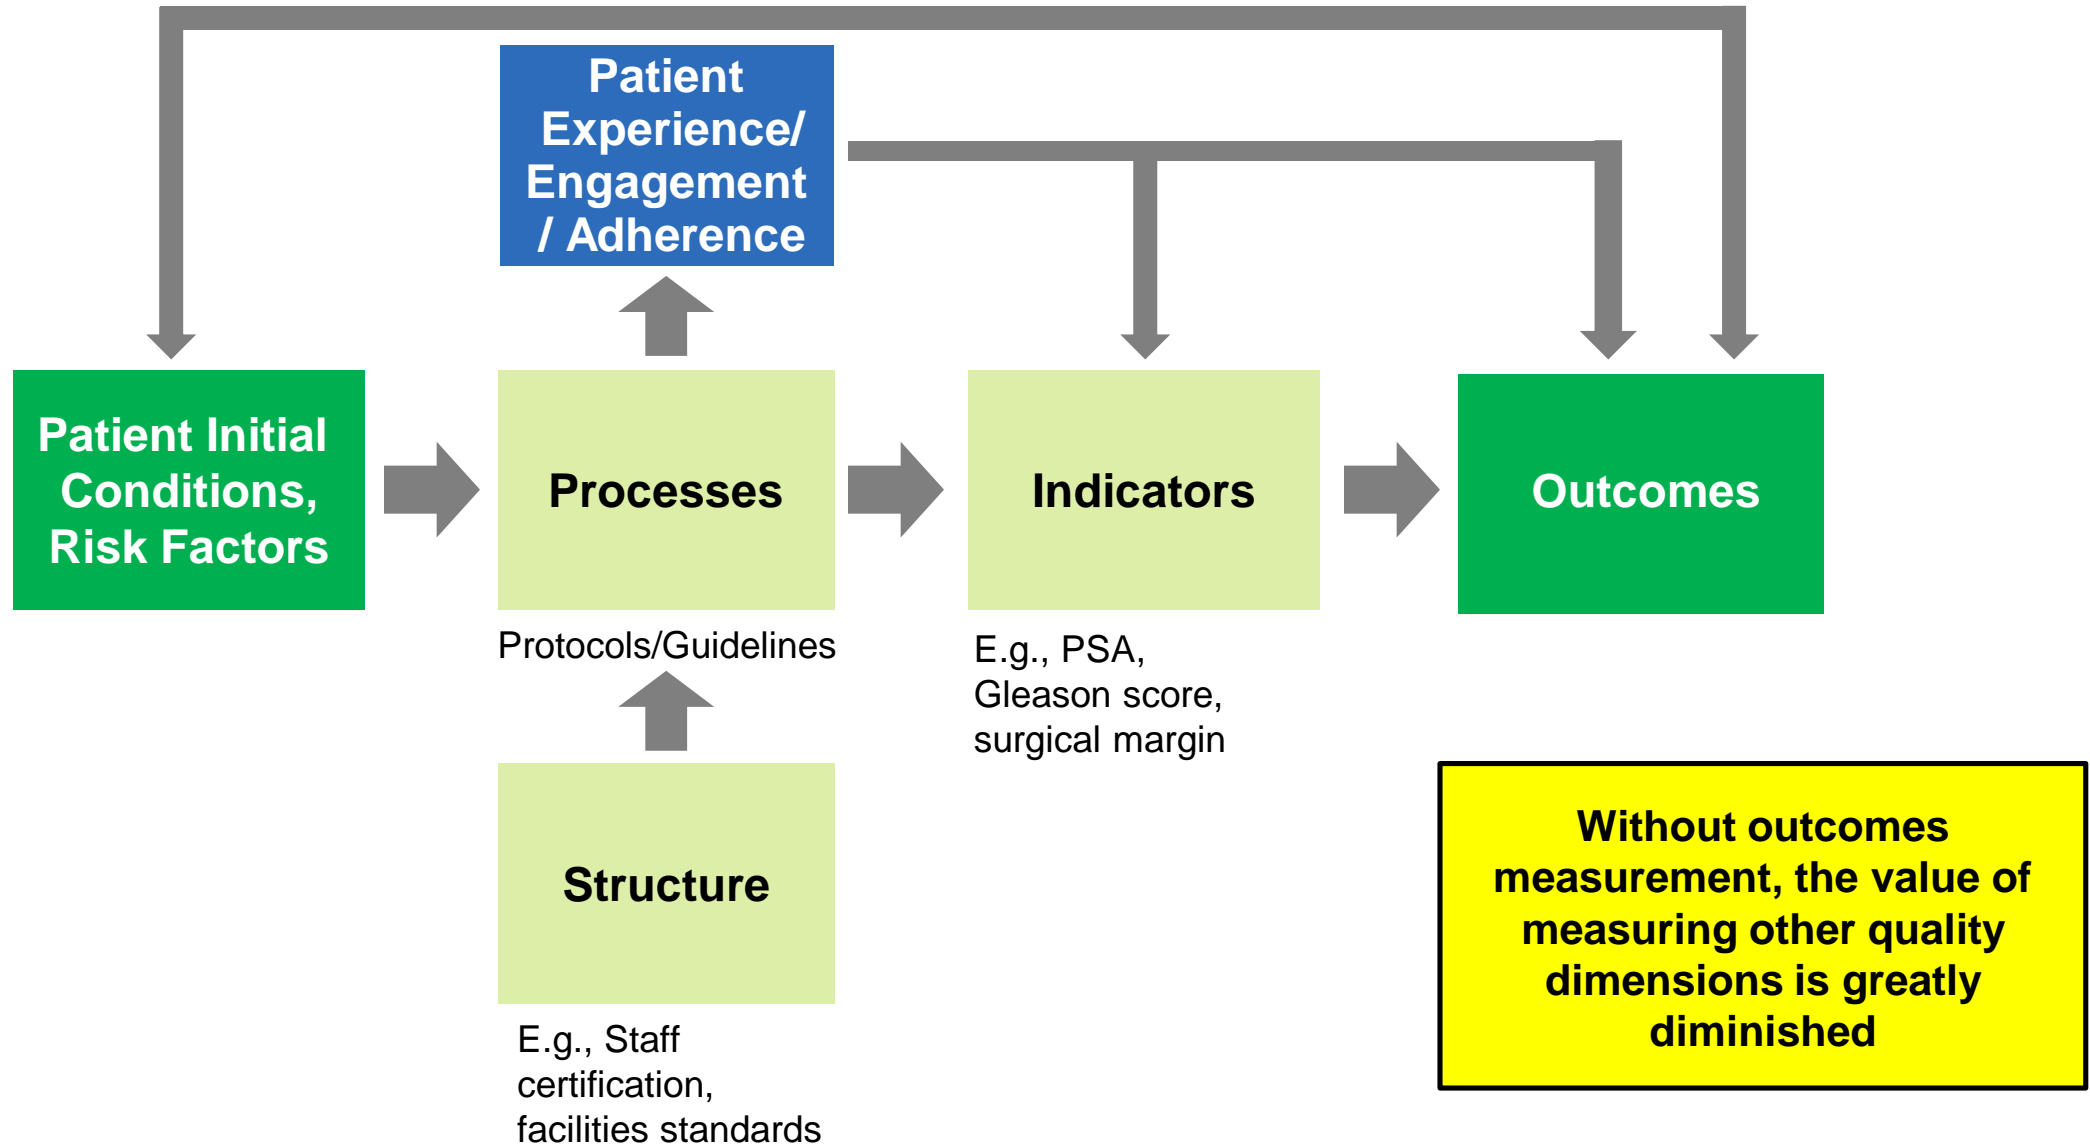 Patient
Experience/
Engagement
/ Adherence
Patient Initial
Conditions,
Risk Factors
Processes
Indicators
Outcomes
Protocols/Guidelines
E.g., PSA,
Gleason score,
surgical margin
Structure
E.g., Staff
certification,
facilities standards
Without outcomes
measurement, the value of
measuring other quality
dimensions is greatly
diminished